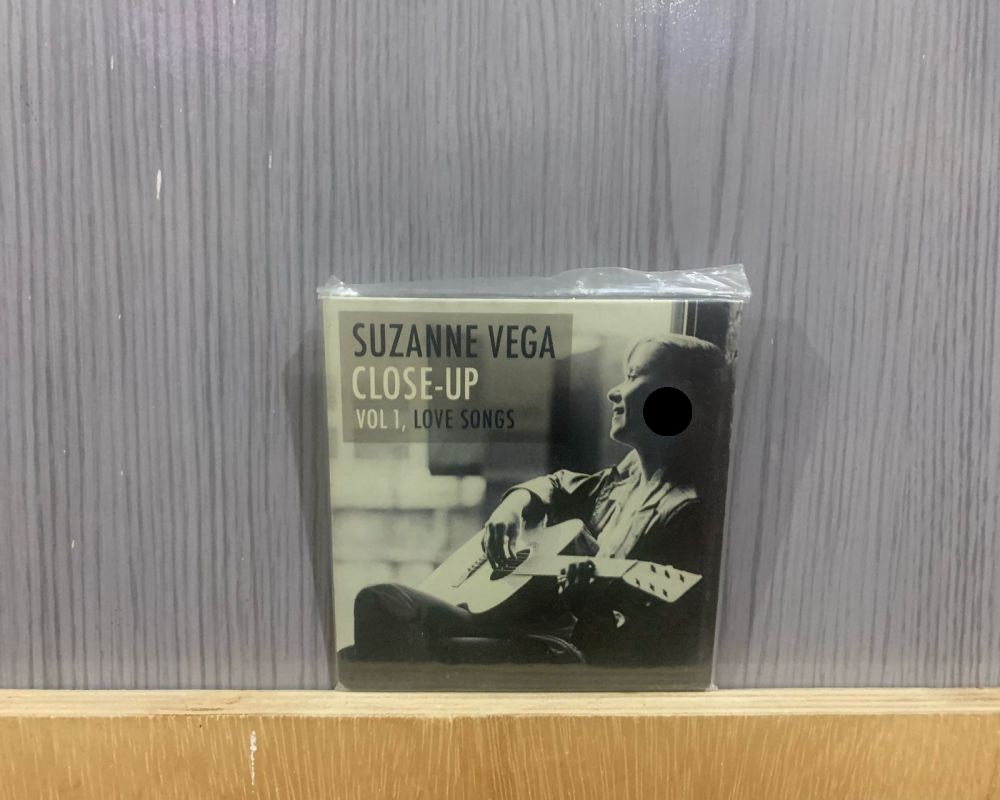 SUZANNE VEGA
CLOSE-UP
VOL 1, LOVE SONGS